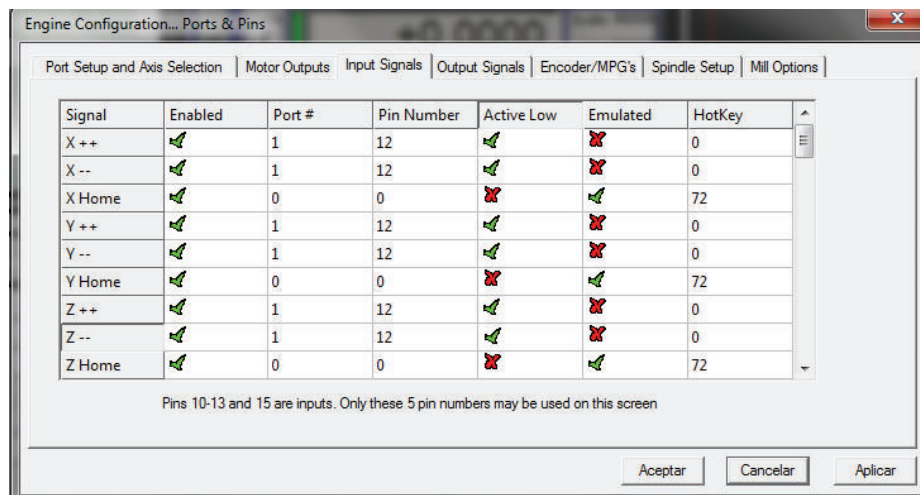 Engine Configuration... Ports & Pins
Port Setup and Axis Selection Motor Outputs Input Signals Output Signals Encoder/MPG's Spindle Setup Mill Options
Signal Enabled Port # Pin Number Active Low Emulated HotKey
X ++ 1 12 0
X -- 1 12 0
X Home 0 0 72
Y ++ 1 12 0
Y -- 1 12 0
Y Home 0 0 72
Z ++ 1 12 0
Z -- 1 12 0
Z Home 0 0 72
Pins 10-13 and 15 are inputs. Only these 5 pin numbers may be used on this screen
Aceptar Cancelar Aplicar